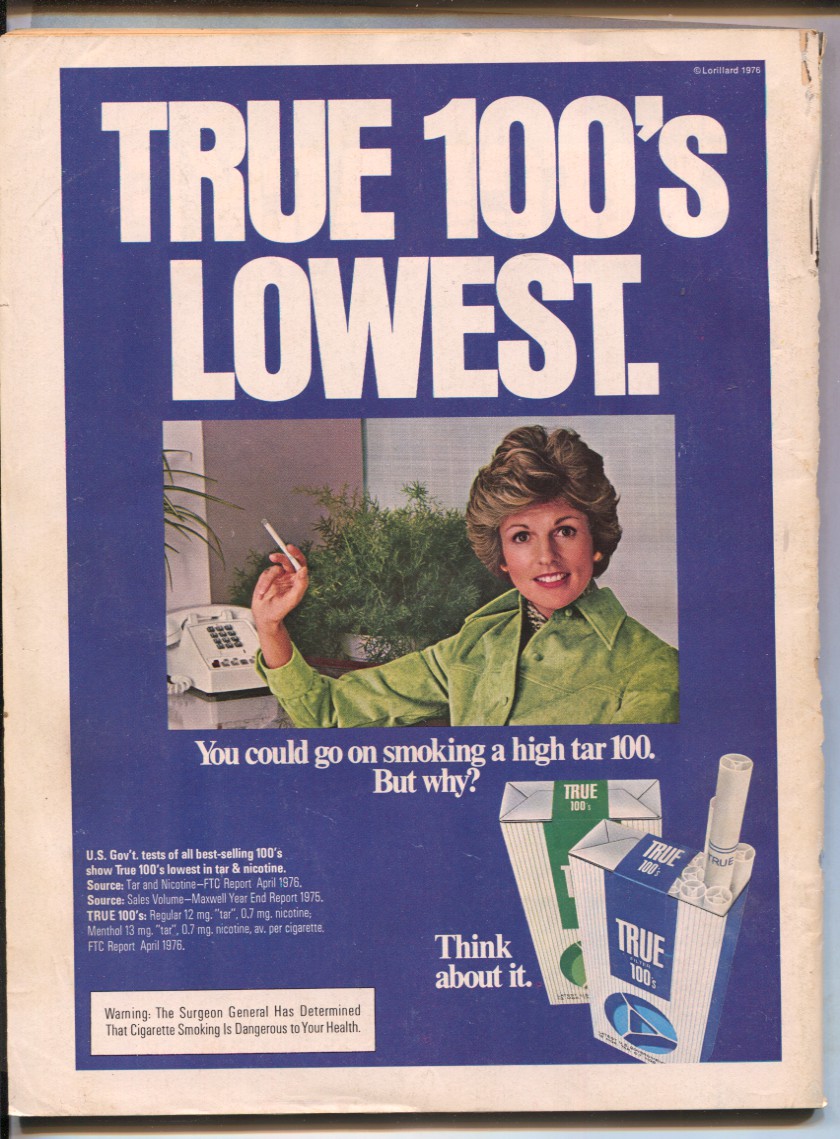 ©Lorillard 1976
TRUE 100's
LOWEST.
You could go on smoking a high tar 100.
But why?
U.S. Gov't. tests of all best-selling 100's
show True 100's lowest in tar & nicotine.
Source: Tar and Nicotine—FTC Report April 1976.
Source: Sales Volume—Maxwell Year End Report 1975.
TRUE 100's: Regular 12 mg. "tar", 0.7 mg. nicotine;
Menthol 13 mg. "tar", 0.7 mg. nicotine, av. per cigarette.
FTC Report April 1976.
Think
about it.
Warning: The Surgeon General Has Determined
That Cigarette Smoking Is Dangerous to Your Health.
TRUE
100's
TRUE
100's
TRUE
TRUE
FILTER
100's